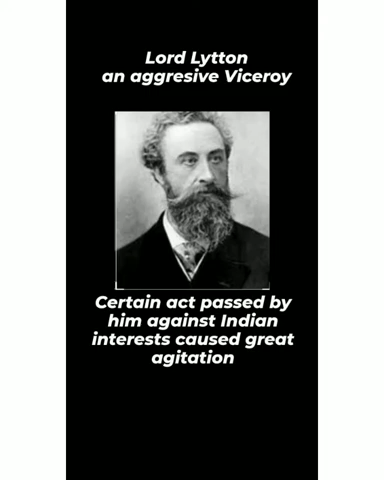 Lord Lytton
an aggresive Viceroy
Certain act passed by
him against Indian
interests caused great
agitation